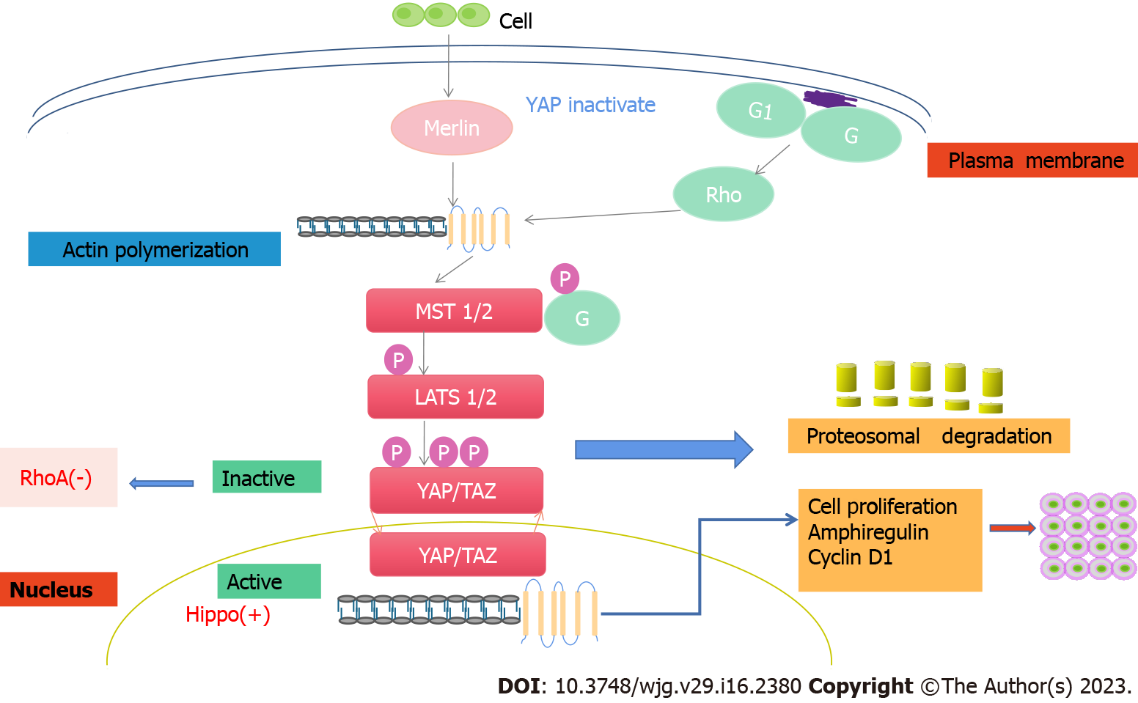 Cell
YAP inactivate
G1
Merlin
G
Plasma membrane
Rho
Actin polymerization
P
MST 1/2
G
P
LATS 1/2
Proteosomal degradation
P P P
RhoA(-)
Inactive
YAP/TAZ
Cell proliferation
Amphiregulin
Cyclin D1
YAP/TAZ
Active
Nucleus
Hippo(+)
DOI: 10.3748/wjg.v29.i16.2380 Copyright ©The Author(s) 2023.